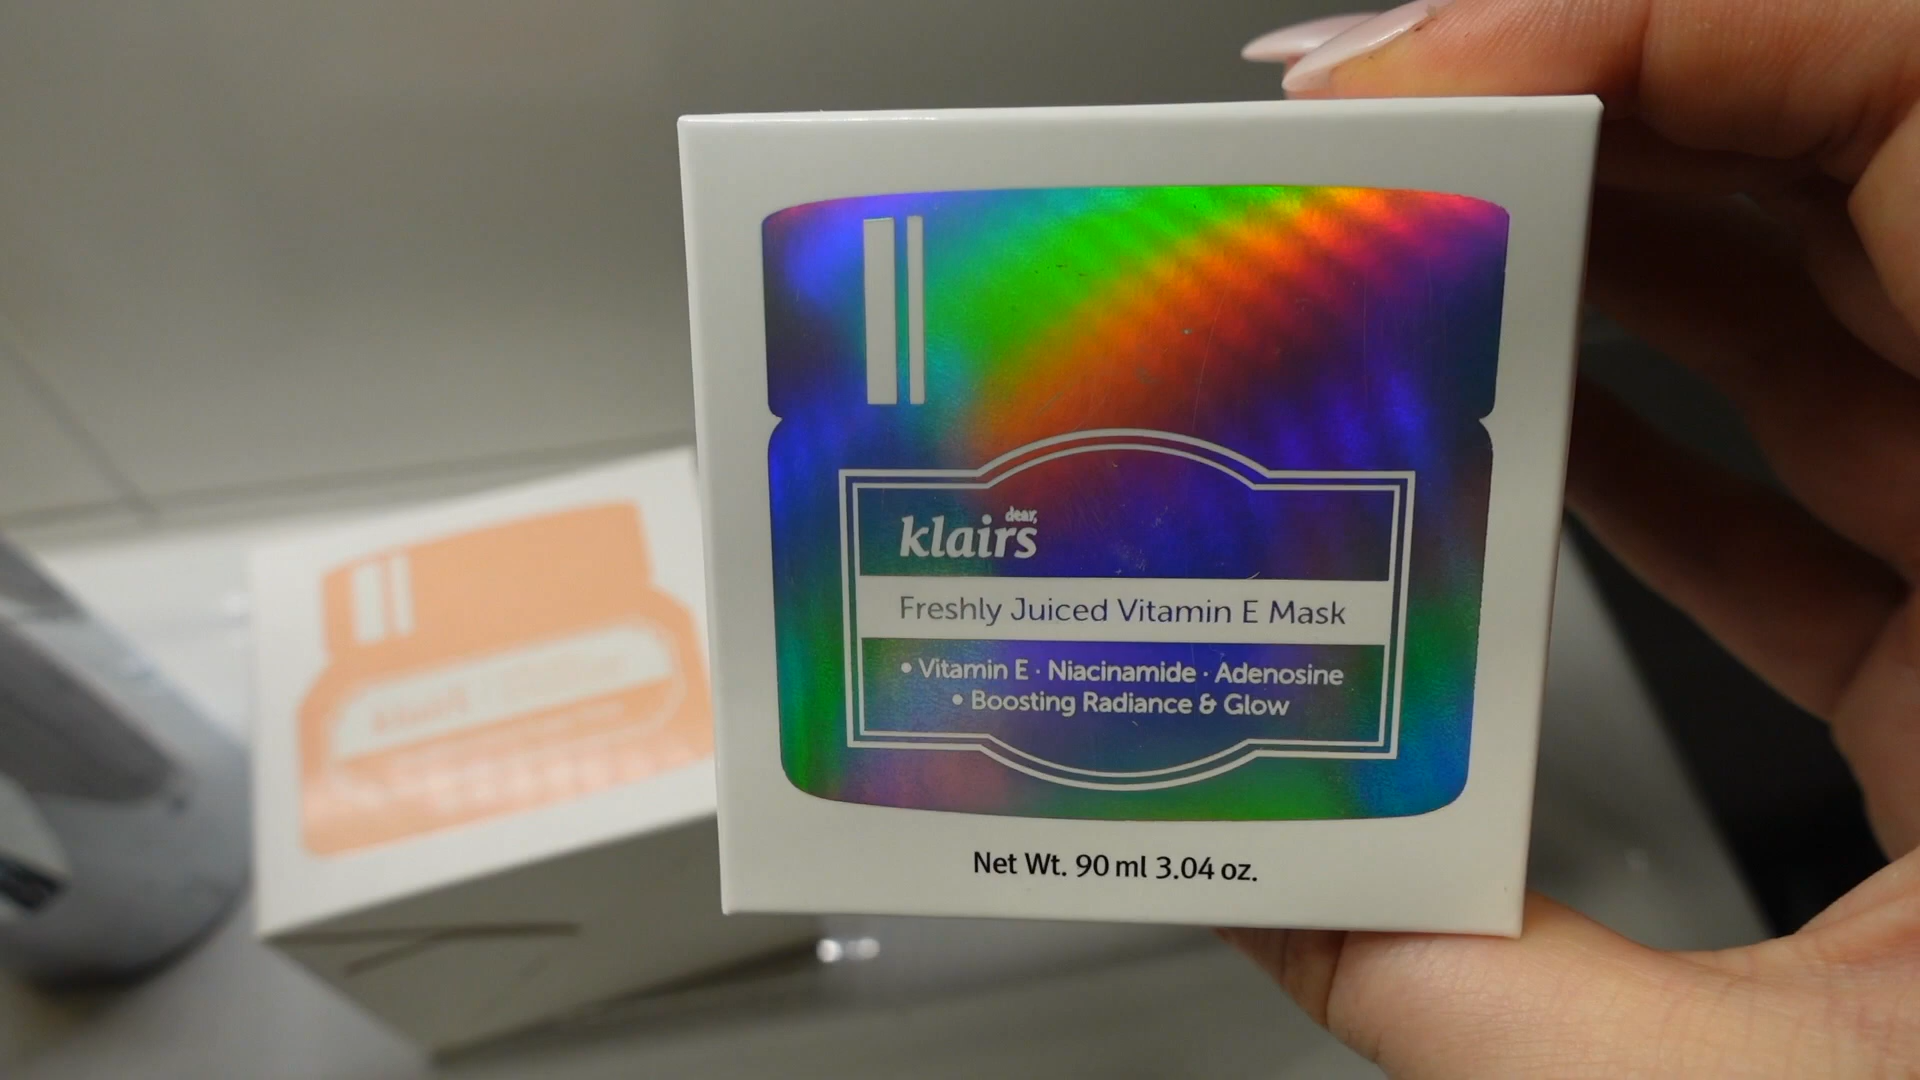 dear,
klairs
Freshly Juiced Vitamin E Mask
• Vitamin E · Niacinamide · Adenosine
• Boosting Radiance & Glow
Net Wt. 90 ml 3.04 oz.